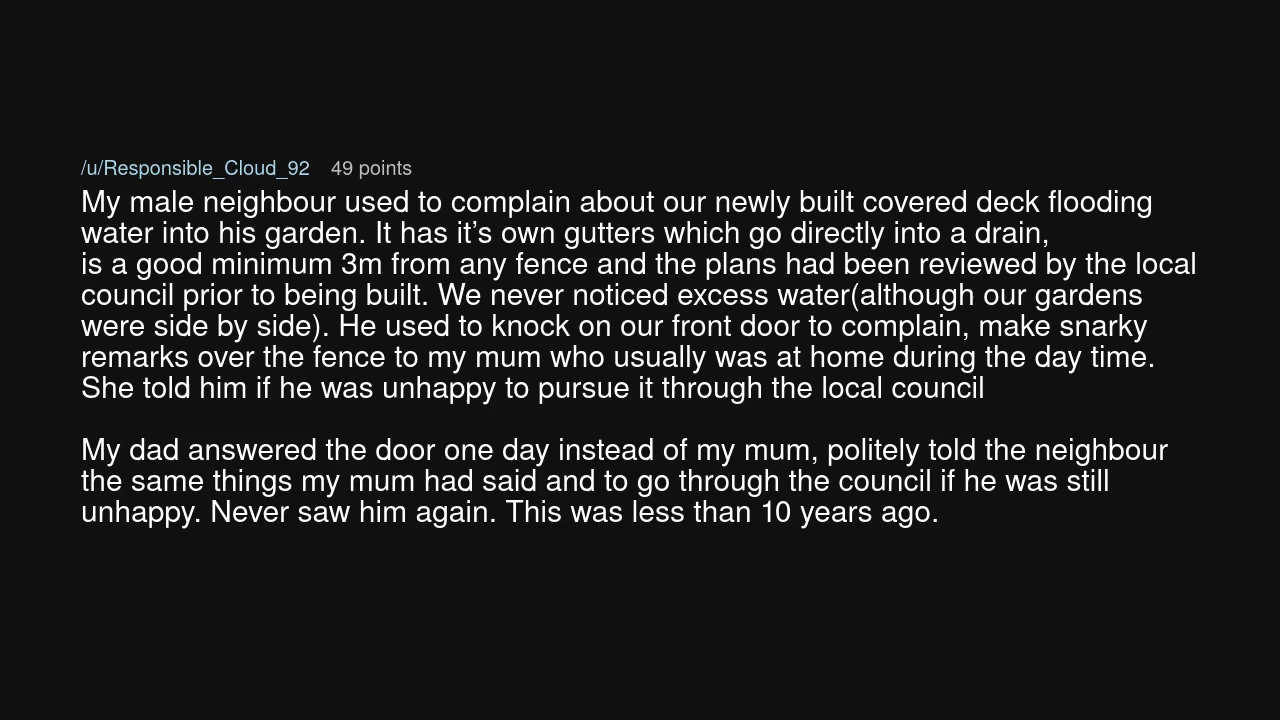 /u/Responsible_Cloud_92 49 points
My male neighbour used to complain about our newly built covered deck flooding
water into his garden. It has it’s own gutters which go directly into a drain,
is a good minimum 3m from any fence and the plans had been reviewed by the local
council prior to being built. We never noticed excess water(although our gardens
were side by side). He used to knock on our front door to complain, make snarky
remarks over the fence to my mum who usually was at home during the day time.
She told him if he was unhappy to pursue it through the local council
My dad answered the door one day instead of my mum, politely told the neighbour
the same things my mum had said and to go through the council if he was still
unhappy. Never saw him again. This was less than 10 years ago.